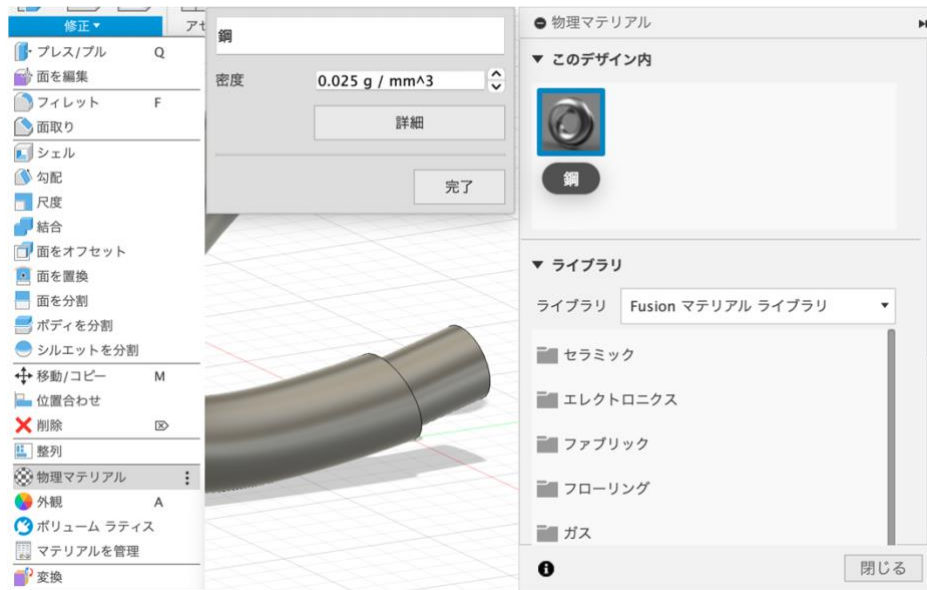 修正▼
アセ
プレス/プル Q
面を編集
フィレット F
面取り
シェル
勾配
尺度
結合
面をオフセット
面を置換
面を分割
ボディを分割
シルエットを分割
移動/コピー M
位置合わせ
削除 ⌦
整列
物理マテリアル
外観 A
ボリューム ラティス
マテリアルを管理
変換
鋼
密度 0.025 g / mm^3
詳細
完了
物理マテリアル
▼ このデザイン内
鋼
▼ ライブラリ
ライブラリ Fusion マテリアル ライブラリ
セラミック
エレクトロニクス
ファブリック
フローリング
ガス
閉じる